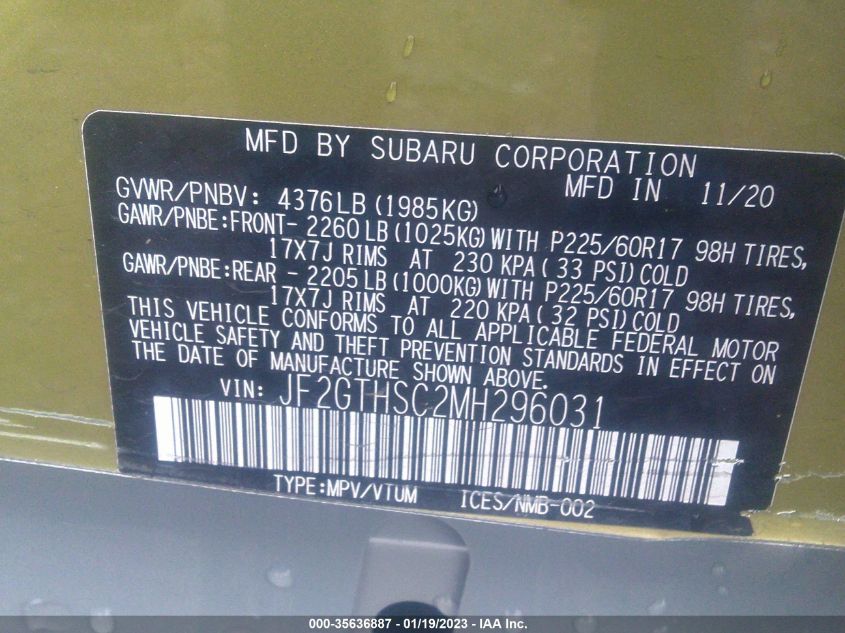 MFD BY SUBARU CORPORATION
MFD IN 11/20
GVWR/PNBV: 4376LB (1985KG)
GAWR/PNBE:FRONT- 2260LB (1025KG) WITH P225/60R17 98H TIRES,
17X7J RIMS AT 230 KPA( 33 PSI)COLD
GAWR/PNBE:REAR - 2205LB (1000KG) WITH P225/60R17 98H TIRES,
17X7J RIMS AT 220 KPA( 32 PSI)COLD
THIS VEHICLE CONFORMS TO ALL APPLICABLE FEDERAL MOTOR
VEHICLE SAFETY AND THEFT PREVENTION STANDARDS IN EFFECT ON
THE DATE OF MANUFACTURE SHOWN ABOVE.
VIN: JF2GTHSC2MH296031
TYPE:MPV/VTUM ICES/NMB-002
000-35636887 - 01/19/2023 - IAA Inc.